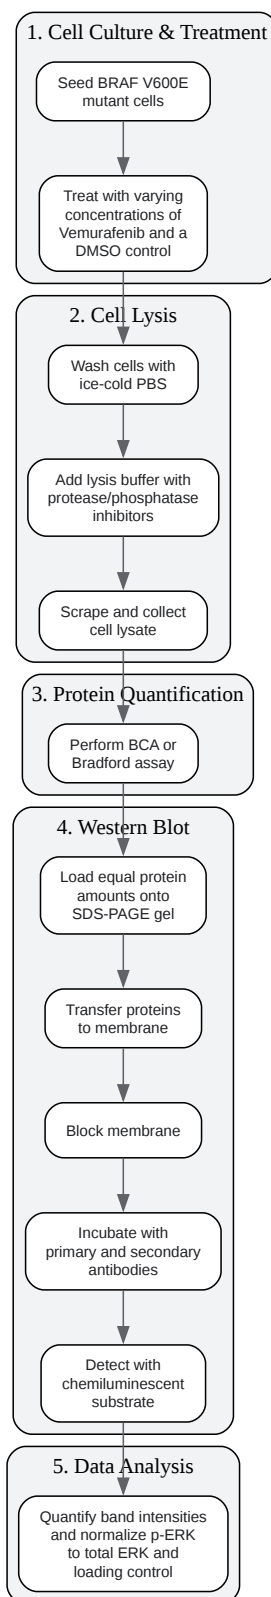 1. Cell Culture & Treatment
Seed BRAF V600E
mutant cells
Treat with varying
concentrations of
Vemurafenib and a
DMSO control
2. Cell Lysis
Wash cells with
ice-cold PBS
Add lysis buffer with
protease/phosphatase
inhibitors
Scrape and collect
cell lysate
3. Protein Quantification
Perform BCA or
Bradford assay
4. Western Blot
Load equal protein
amounts onto
SDS-PAGE gel
Transfer proteins
to membrane
Block membrane
Incubate with
primary and secondary
antibodies
Detect with
chemiluminescent
substrate
5. Data Analysis
Quantify band intensities
and normalize p-ERK
to total ERK and
loading control